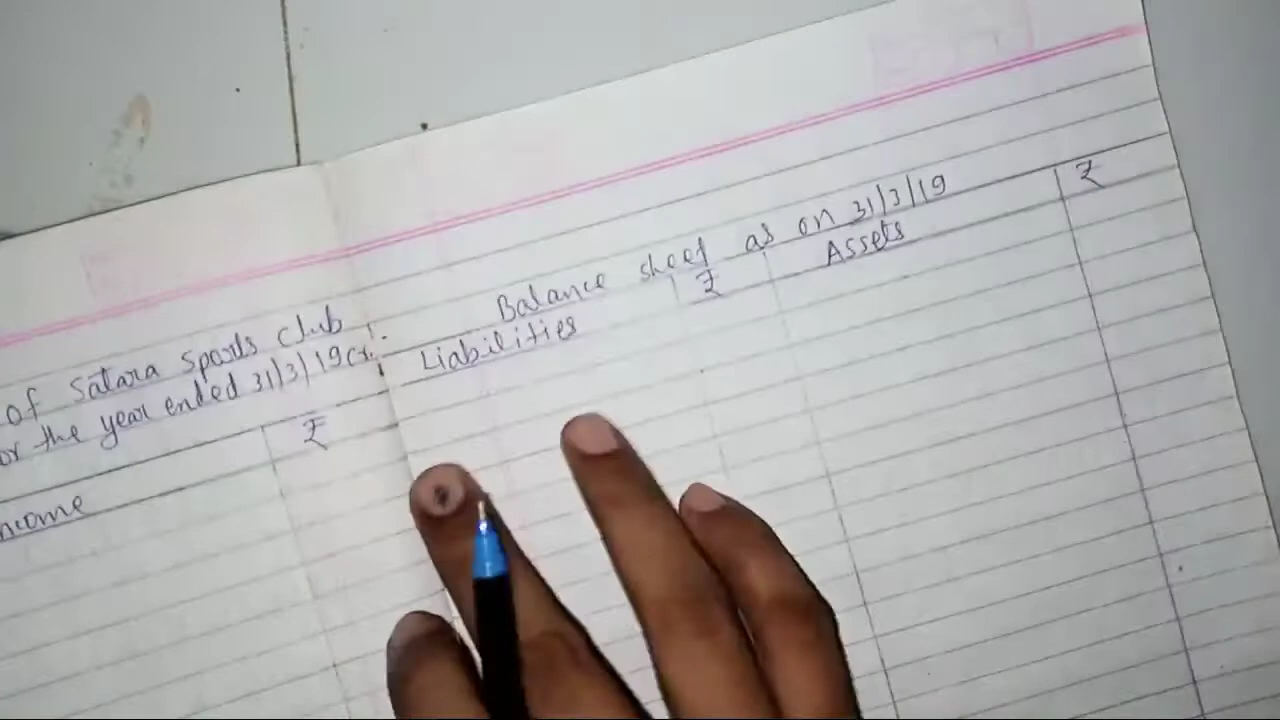 of Satara Sports Club
or the year ended 31/3/19 Cr.
ncome ₹
Balance sheet as on 31/3/19
Liabilities ₹ Assets ₹